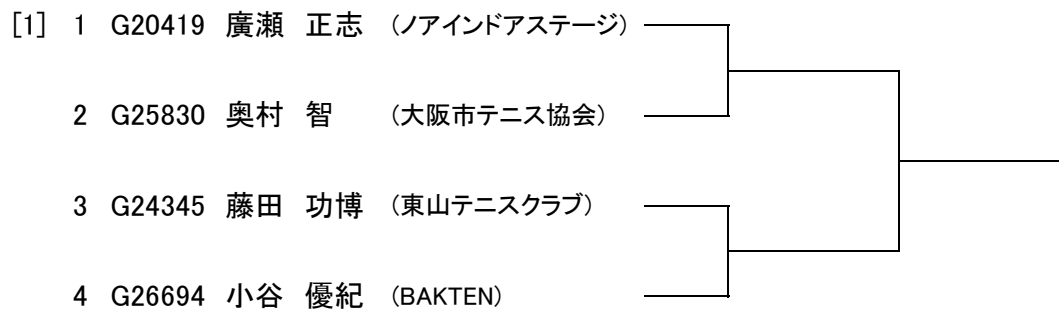 [1] 1 G20419 廣瀬 正志 (ノアインドアステージ)
2 G25830 奥村 智 (大阪市テニス協会)
3 G24345 藤田 功博 (東山テニスクラブ)
4 G26694 小谷 優紀 (BAKTEN)